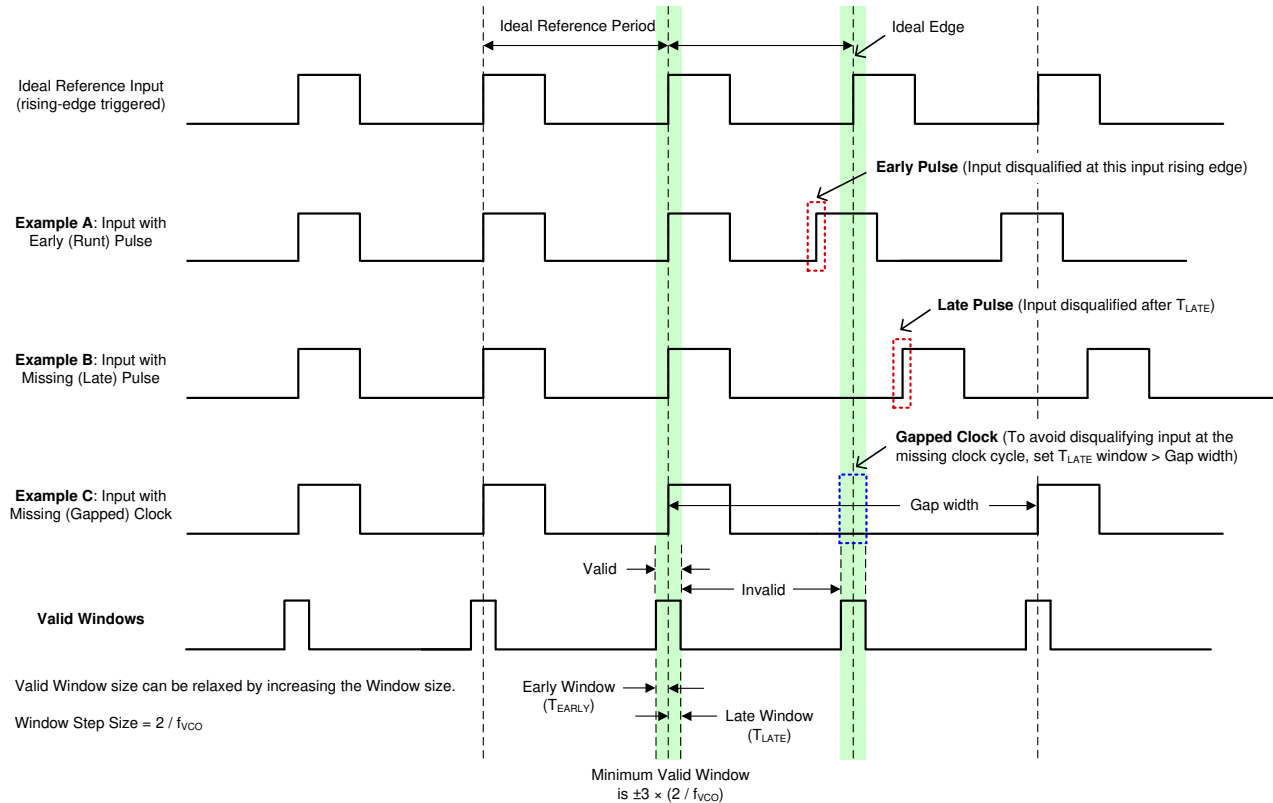 Ideal Reference Period
Ideal Edge
Ideal Reference Input
(rising-edge triggered)
Early Pulse (Input disqualified at this input rising edge)
Example A: Input with
Early (Runt) Pulse
Late Pulse (Input disqualified after TLATE)
Example B: Input with
Missing (Late) Pulse
Gapped Clock (To avoid disqualifying input at the
missing clock cycle, set TLATE window > Gap width)
Example C: Input with
Missing (Gapped) Clock
Gap width
Valid
Invalid
Valid Windows
Valid Window size can be relaxed by increasing the Window size.
Early Window
(TEARLY)
Window Step Size = 2 / fVCO
Late Window
(TLATE)
Minimum Valid Window
is ±3 × (2 / fVCO)